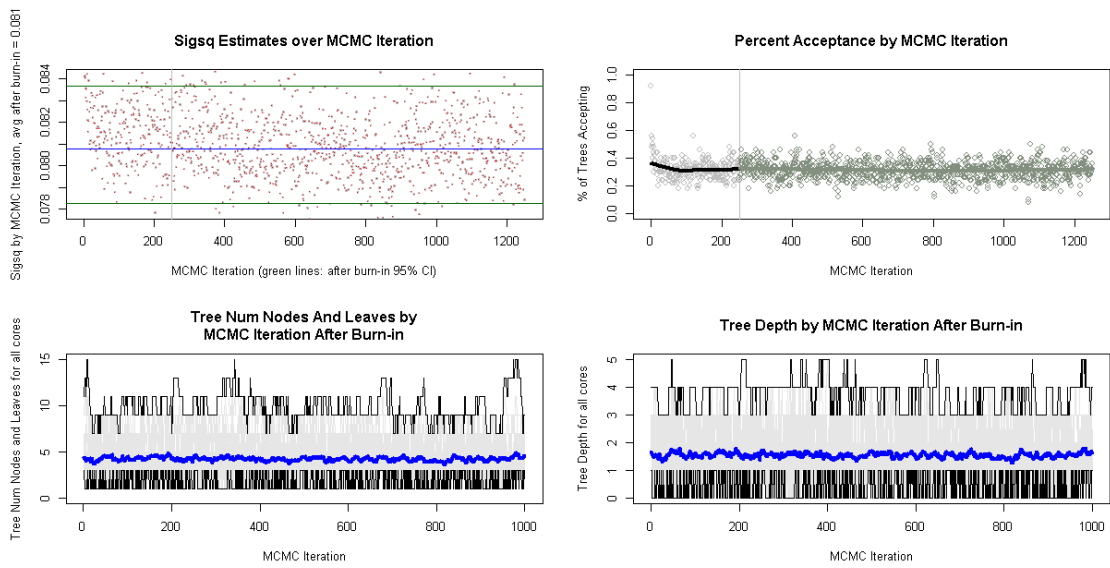 Sigsq Estimates over MCMC Iteration
Sigsq by MCMC Iteration, avg after burn-in = 0.081
0.084
0.082
0.080
0.078
0 200 400 600 800 1000 1200
MCMC Iteration (green lines: after burn-in 95% CI)
Percent Acceptance by MCMC Iteration
% of Trees Accepting
1.0
0.8
0.6
0.4
0.2
0.0
0 200 400 600 800 1000 1200
MCMC Iteration
Tree Num Nodes And Leaves by
MCMC Iteration After Burn-in
Tree Num Nodes and Leaves for all cores
15
10
5
0
0 200 400 600 800 1000
MCMC Iteration
Tree Depth by MCMC Iteration After Burn-in
Tree Depth for all cores
5
4
3
2
1
0
0 200 400 600 800 1000
MCMC Iteration